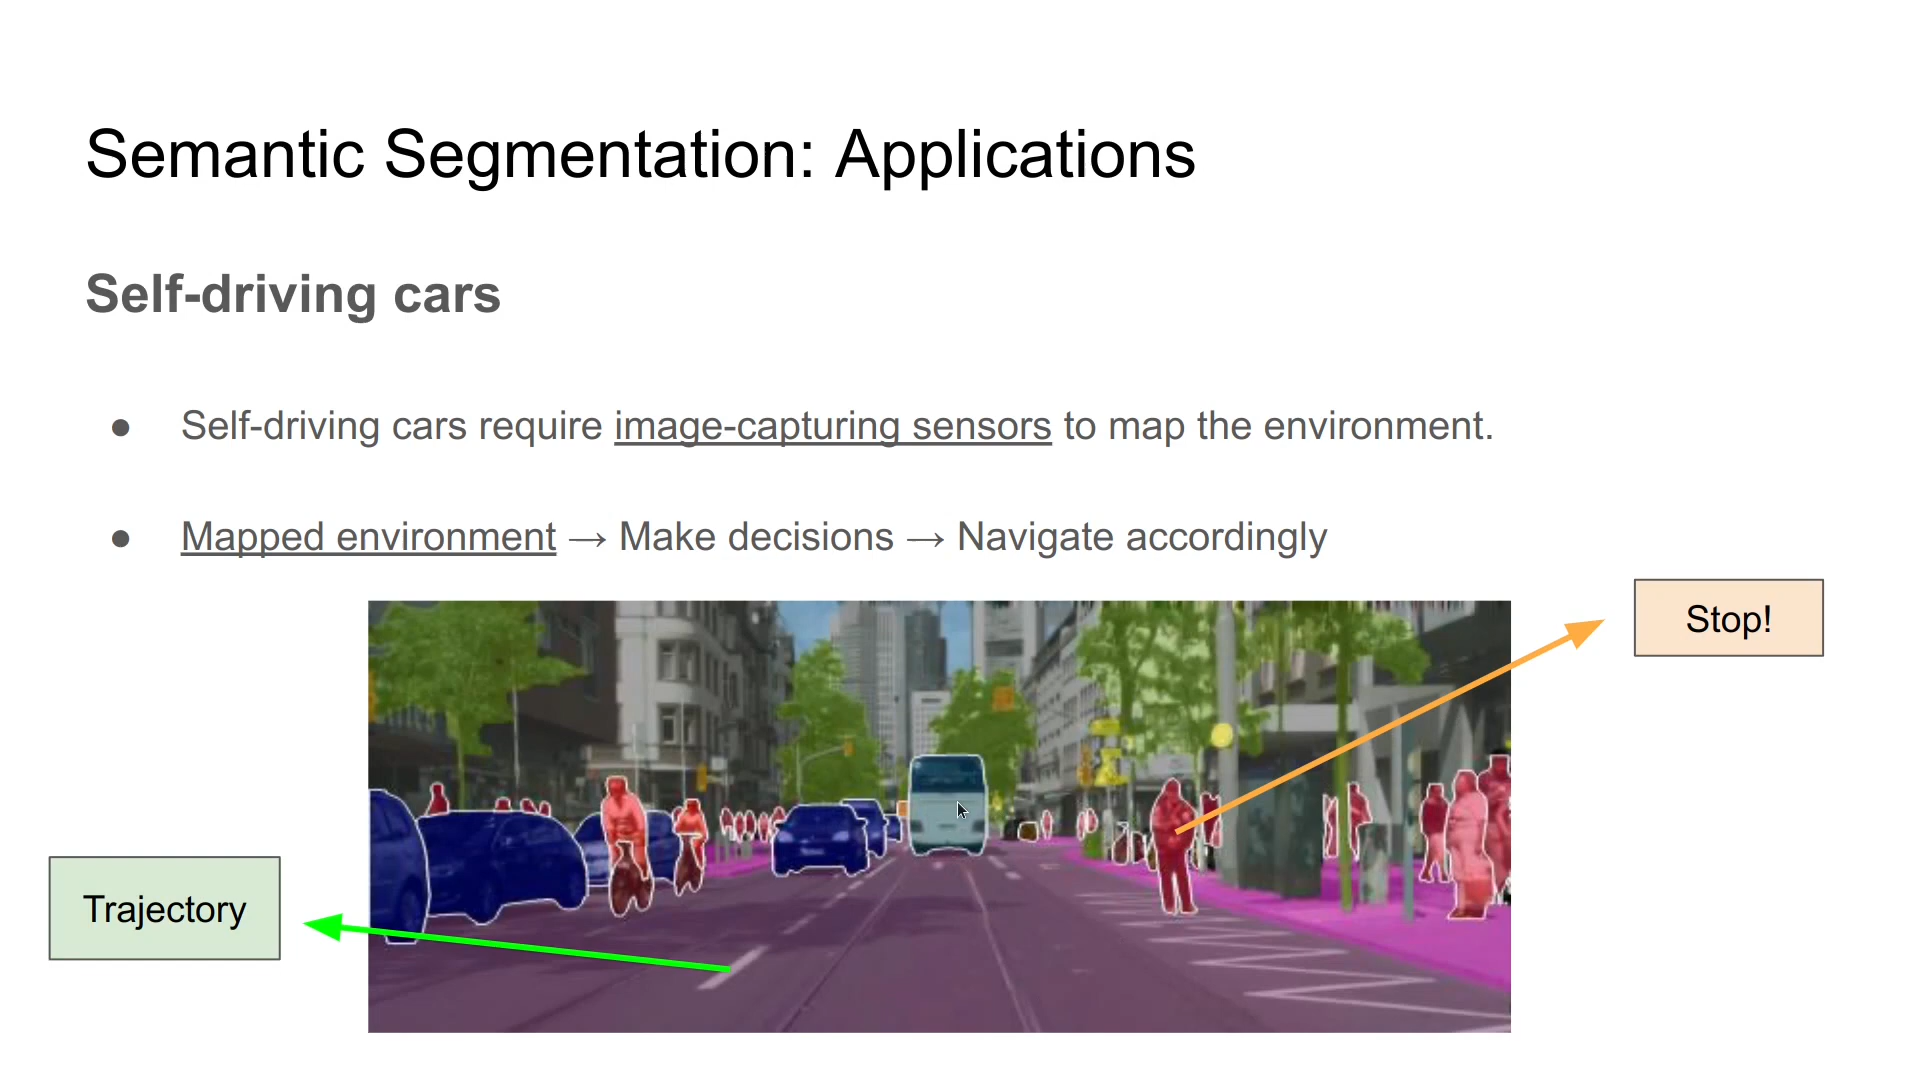 Semantic Segmentation: Applications
Self-driving cars
● Self-driving cars require image-capturing sensors to map the environment.
● Mapped environment → Make decisions → Navigate accordingly
Stop!
Trajectory